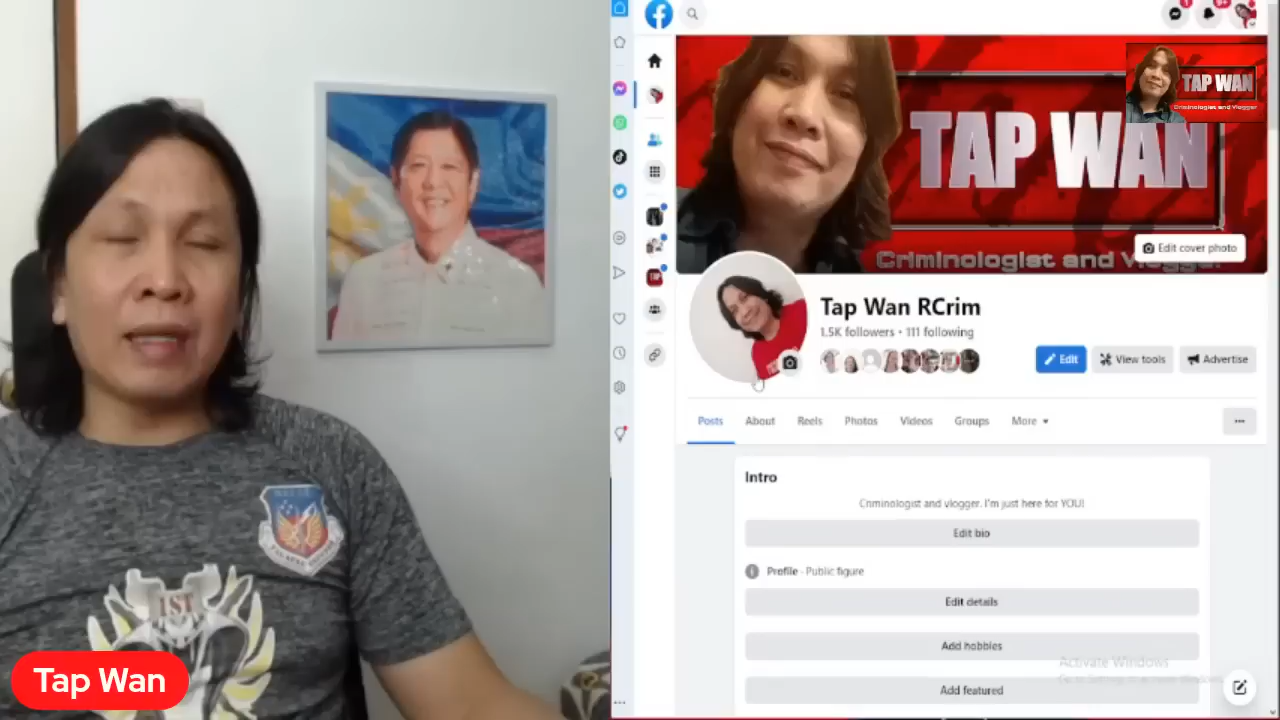 Tap Wan
1ST
TAP WAN
Criminologist and Vlogger
TAP WAN
Criminologist and Vlogger
Edit cover photo
Tap Wan RCrim
1.5K followers • 111 following
Edit
View tools
Advertise
Posts
About
Reels
Photos
Videos
Groups
More
Intro
Criminologist and vlogger. I'm just here for YOU!
Edit bio
Profile · Public figure
Edit details
Add hobbies
Add featured
Activate Windows